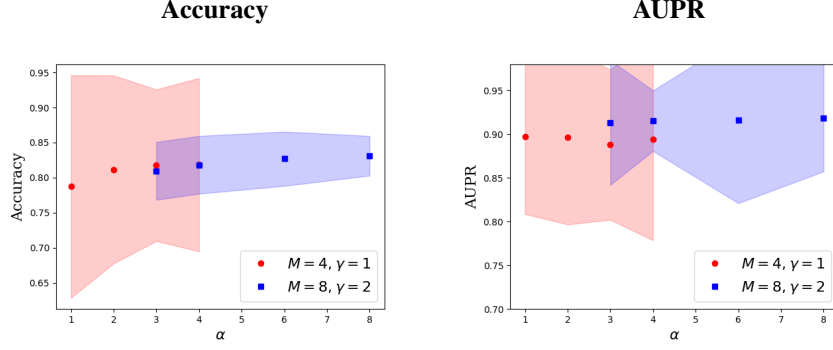 Accuracy
AUPR
0.95
0.90
0.85
0.80
0.75
0.70
0.65
Accuracy
1 2 3 4 5 6 7 8
α
M = 4, γ = 1
M = 8, γ = 2
0.95
0.90
0.85
0.80
0.75
0.70
AUPR
1 2 3 4 5 6 7 8
α
M = 4, γ = 1
M = 8, γ = 2